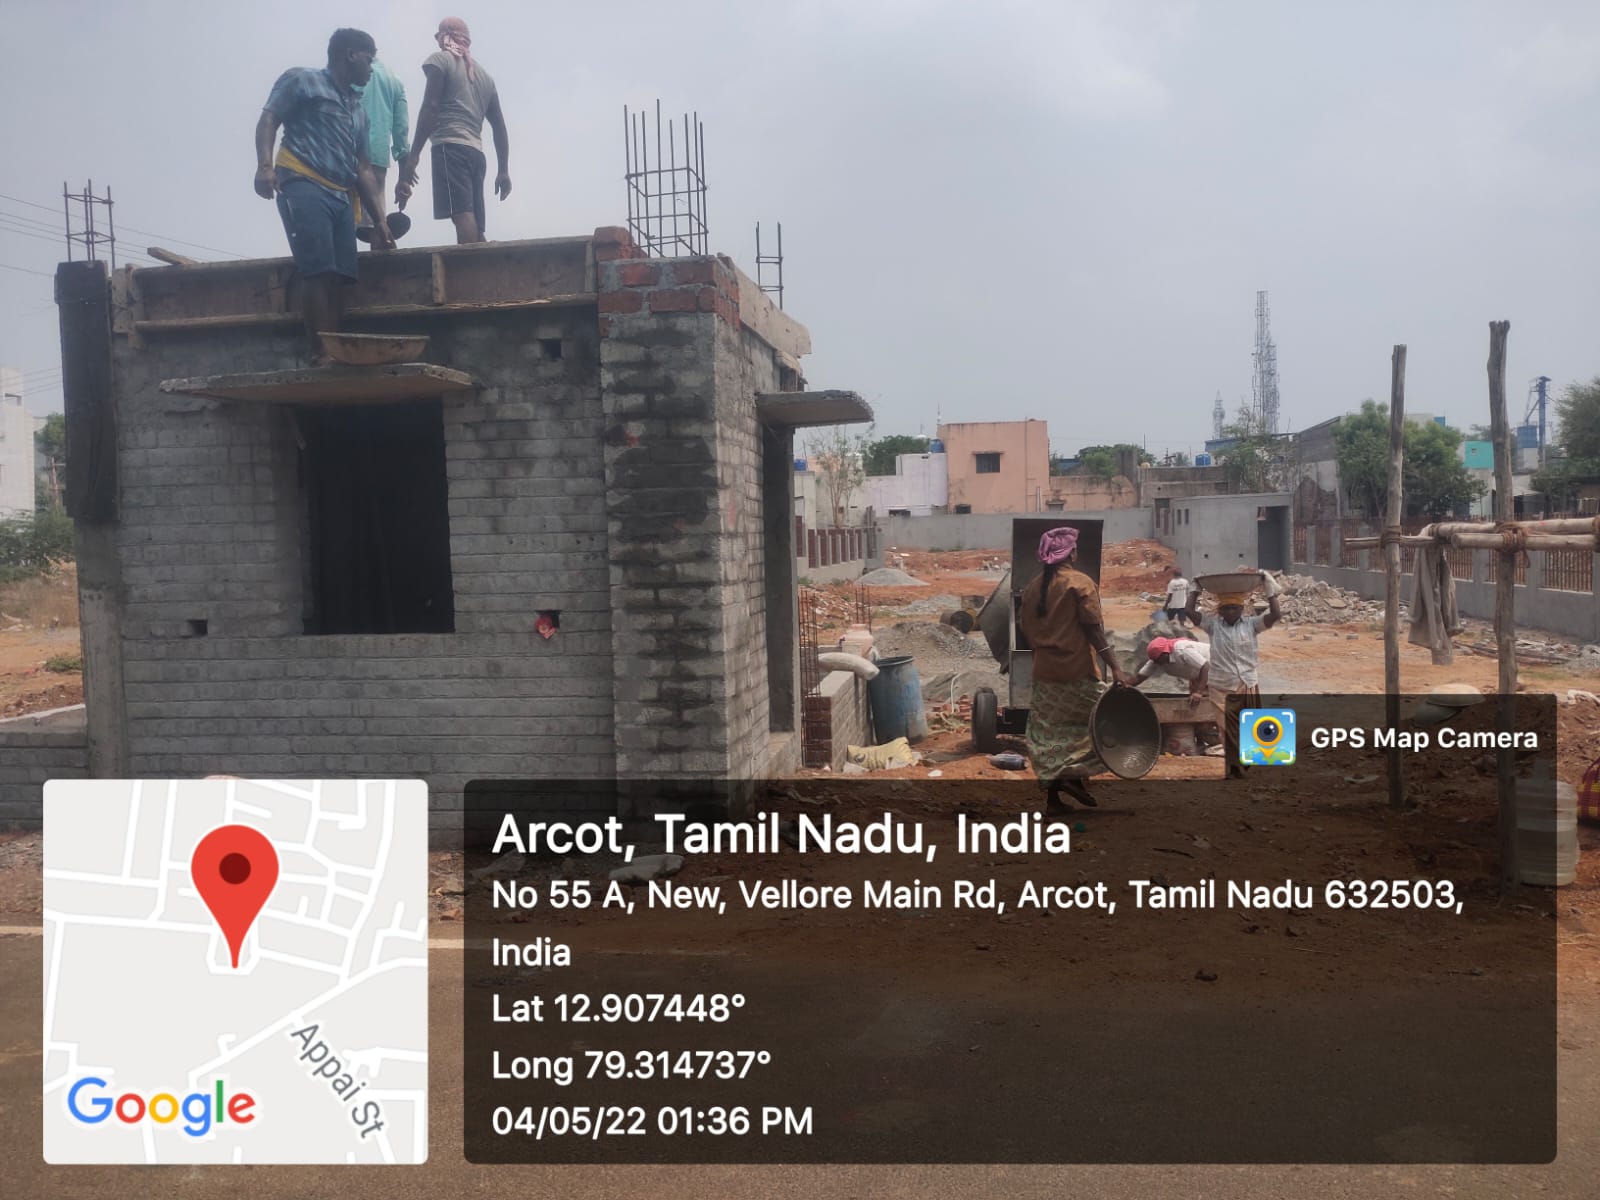 GPS Map Camera
Arcot, Tamil Nadu, India
No 55 A, New, Vellore Main Rd, Arcot, Tamil Nadu 632503,
India
Lat 12.907448°
Long 79.314737°
04/05/22 01:36 PM
Appai St
Google